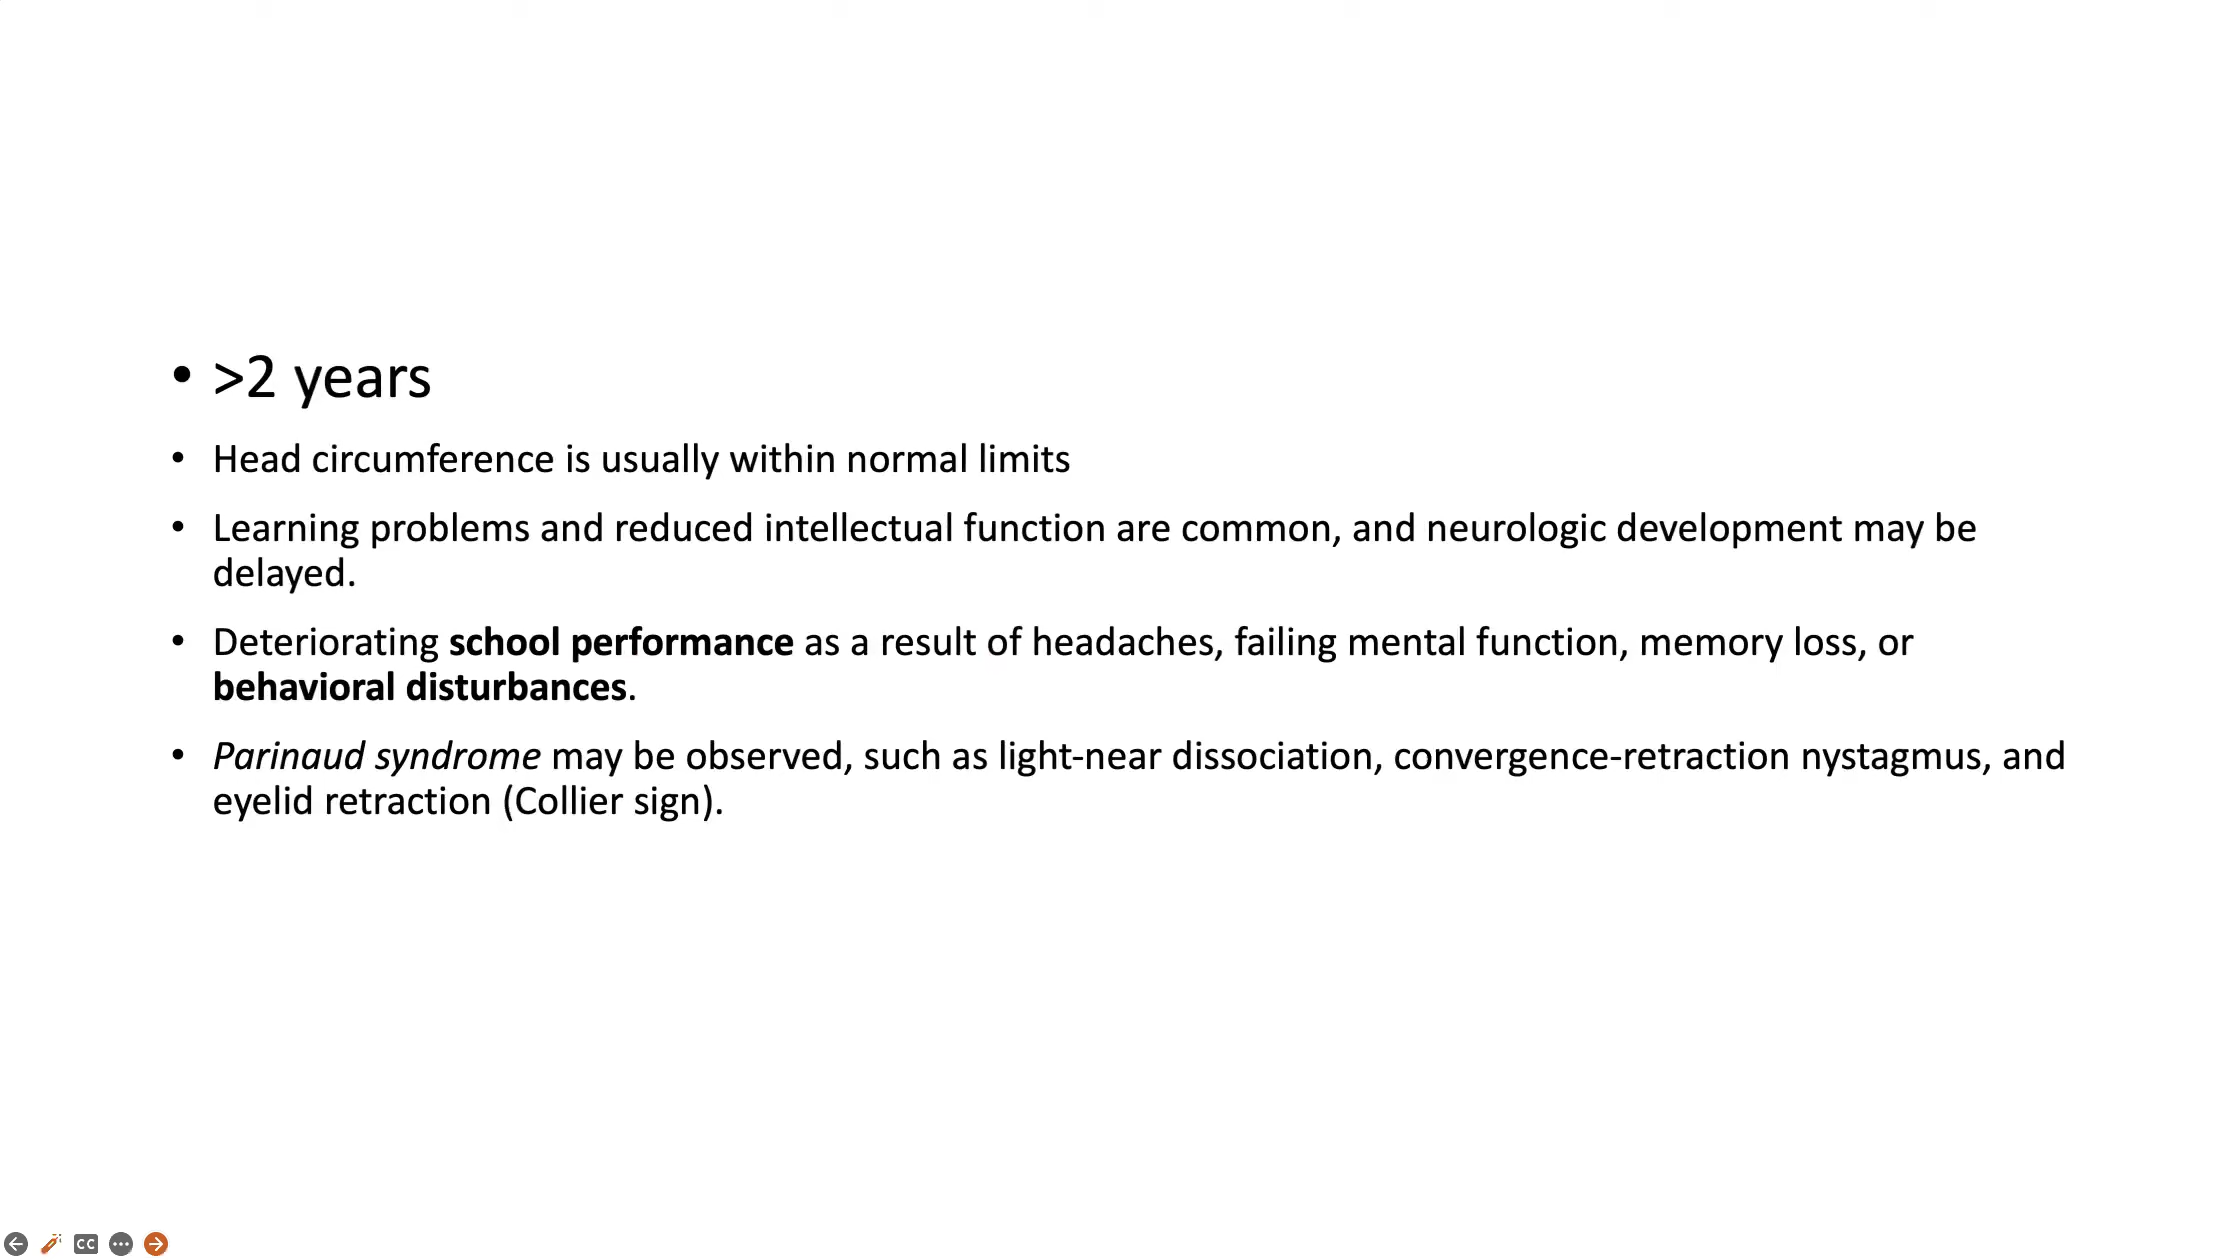 • >2 years
• Head circumference is usually within normal limits
• Learning problems and reduced intellectual function are common, and neurologic development may be
delayed.
• Deteriorating school performance as a result of headaches, failing mental function, memory loss, or
behavioral disturbances.
• Parinaud syndrome may be observed, such as light-near dissociation, convergence-retraction nystagmus, and
eyelid retraction (Collier sign).
CC